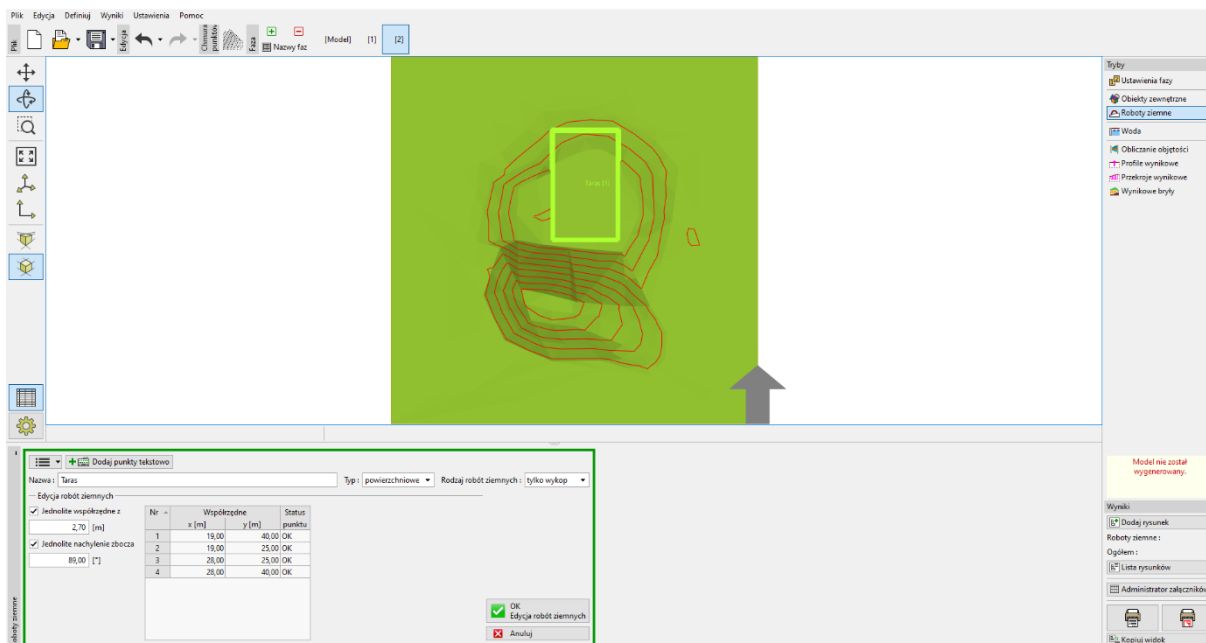 Plik Edycja Definiuj Wyniki Ustawienia Pomoc
Plik
Edycja
Chmura punktów
Faza
Nazwy faz
[Model] [1] [2]
Tryby
Ustawienia fazy
Obiekty zewnętrzne
Roboty ziemne
Woda
Obliczanie objętości
Profile wynikowe
Przekroje wynikowe
Wynikowe bryły
Taras [1]
Dodaj punkty tekstowo
Nazwa : Taras Typ : powierzchniowe Rodzaj robót ziemnych : tylko wykop
Edycja robót ziemnych
Jednolite współrzędne z
2,70 [m]
Jednolite nachylenie zbocza
89,00 [°]
Nr Współrzędne Status
x [m] y [m] punktu
1 19,00 40,00 OK
2 19,00 25,00 OK
3 28,00 25,00 OK
4 28,00 40,00 OK
OK
Edycja robót ziemnych
Anuluj
Roboty ziemne
Model nie został
wygenerowany.
Wyniki
Dodaj rysunek
Roboty ziemne :
Ogółem :
Lista rysunków
Administrator załączników
Kopiuj widok